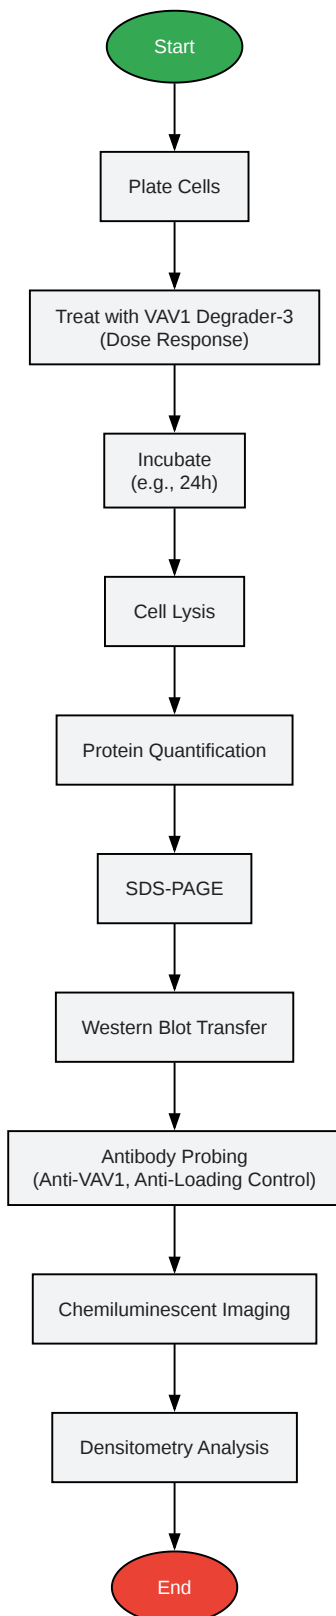 Start
Plate Cells
Treat with VAV1 Degrader-3
(Dose Response)
Incubate
(e.g., 24h)
Cell Lysis
Protein Quantification
SDS-PAGE
Western Blot Transfer
Antibody Probing
(Anti-VAV1, Anti-Loading Control)
Chemiluminescent Imaging
Densitometry Analysis
End